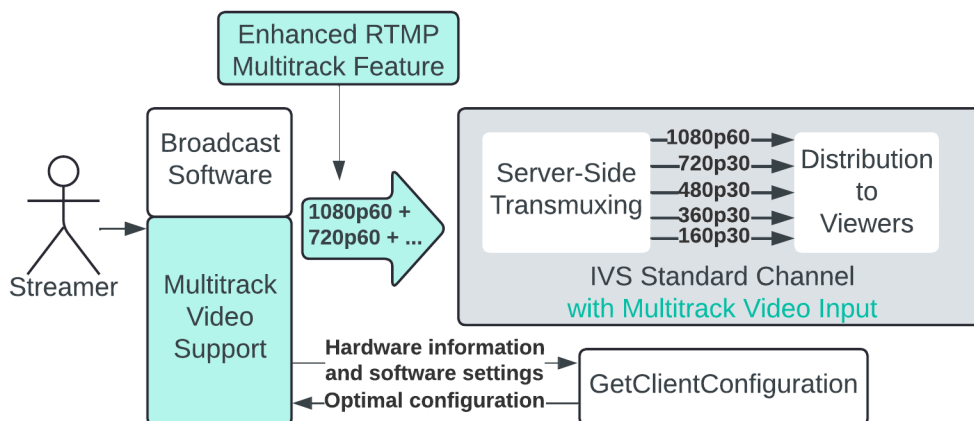 Enhanced RTMP
Multitrack Feature
Broadcast
Software
Streamer
Multitrack
Video
Support
1080p60 +
720p60 + ...
Server-Side
Transmuxing
1080p60
720p30
480p30
360p30
160p30
Distribution
to
Viewers
IVS Standard Channel
with Multitrack Video Input
Hardware information
and software settings
Optimal configuration
GetClientConfiguration